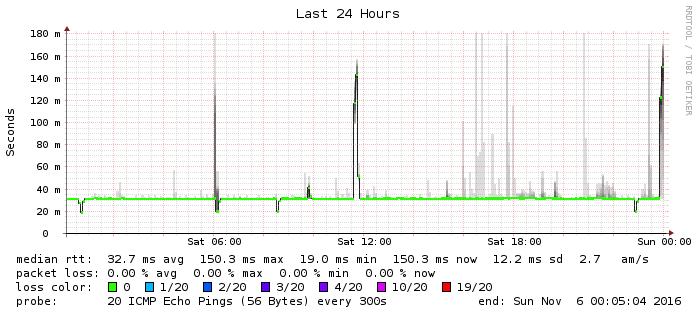 Last 24 Hours
RRDTOOL / TOBI OETIKER
Seconds
180 m
160 m
140 m
120 m
100 m
80 m
60 m
40 m
20 m
0
Sat 06:00 Sat 12:00 Sat 18:00 Sun 00:00
median rtt: 32.7 ms avg 150.3 ms max 19.0 ms min 150.3 ms now 12.2 ms sd 2.7 am/s
packet loss: 0.00 % avg 0.00 % max 0.00 % min 0.00 % now
loss color: 0 1/20 2/20 3/20 4/20 10/20 19/20
probe: 20 ICMP Echo Pings (56 Bytes) every 300s end: Sun Nov 6 00:05:04 2016